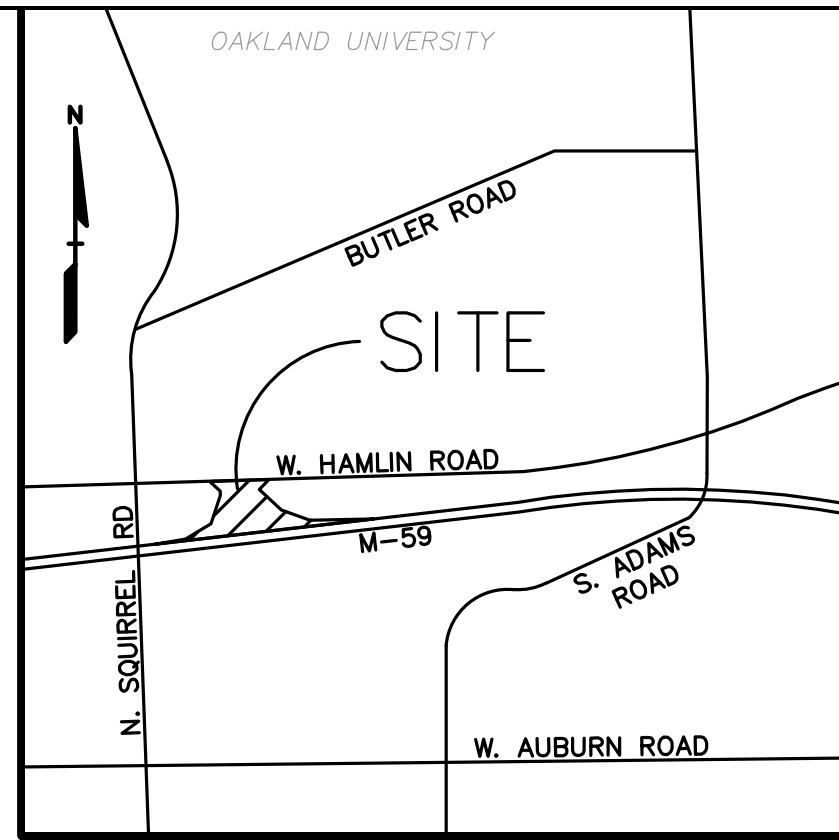 OAKLAND UNIVERSITY
N
BUTLER ROAD
SITE
W. HAMLIN ROAD
N. SQUIRREL RD
M-59
S. ADAMS
ROAD
W. AUBURN ROAD